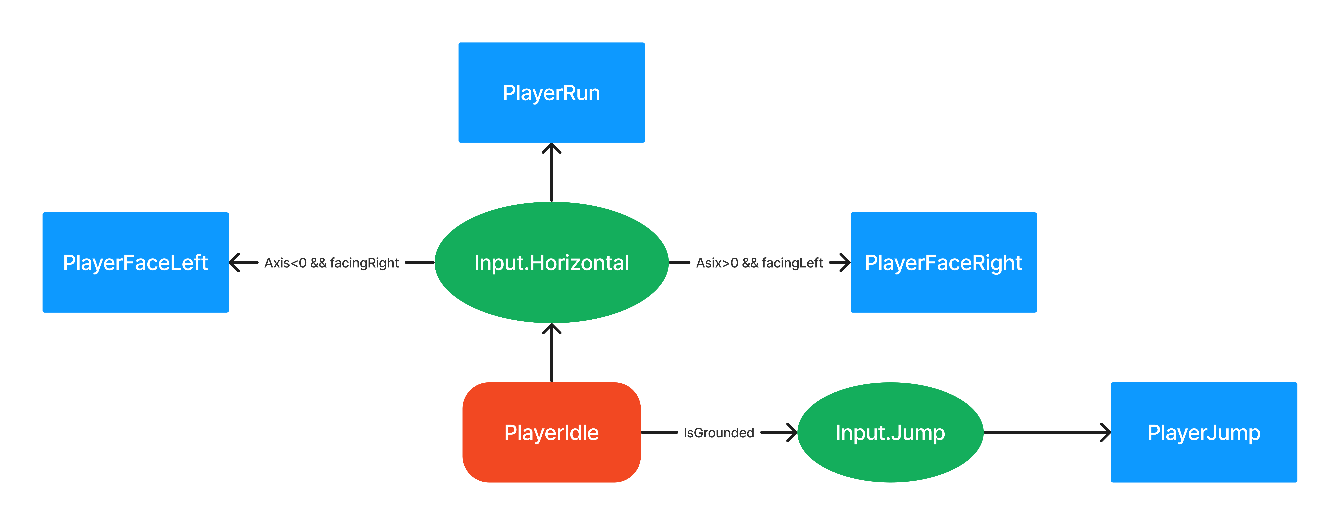 PlayerRun
PlayerFaceLeft
Axis<0 && facingRight
Input.Horizontal
Asix>0 && facingLeft
PlayerFaceRight
PlayerIdle
IsGrounded
Input.Jump
PlayerJump